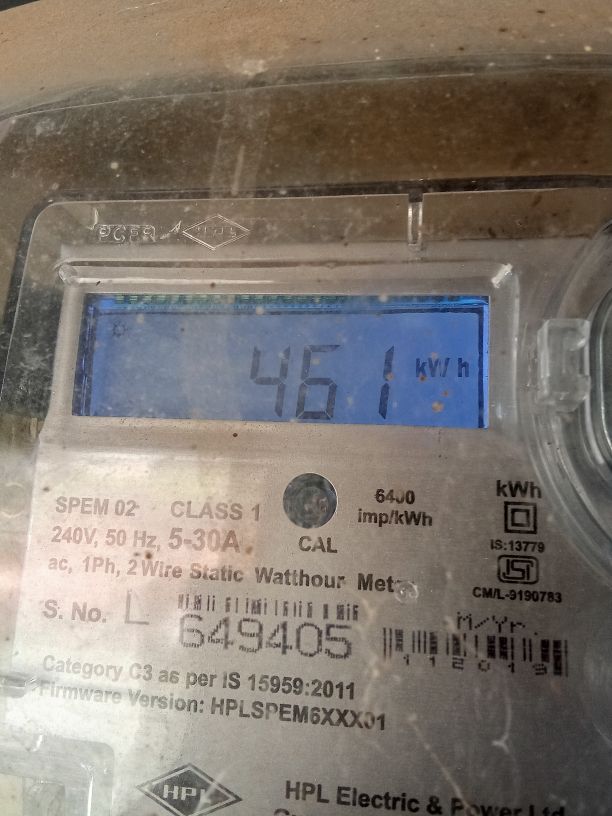 HPL
461 kW h
SPEM 02 CLASS 1
240V, 50 Hz, 5-30A
ac, 1Ph, 2 Wire Static Watthour
CAL
6400
imp/kWh
kWh
IS:13779
ISI
CM/L-9190783
S. No. L 649405
M/Yr.
112019
Category C3 as per IS 15959:2011
Firmware Version: HPLSPEM6XXX01
HPL
HPL Electric & Power Ltd